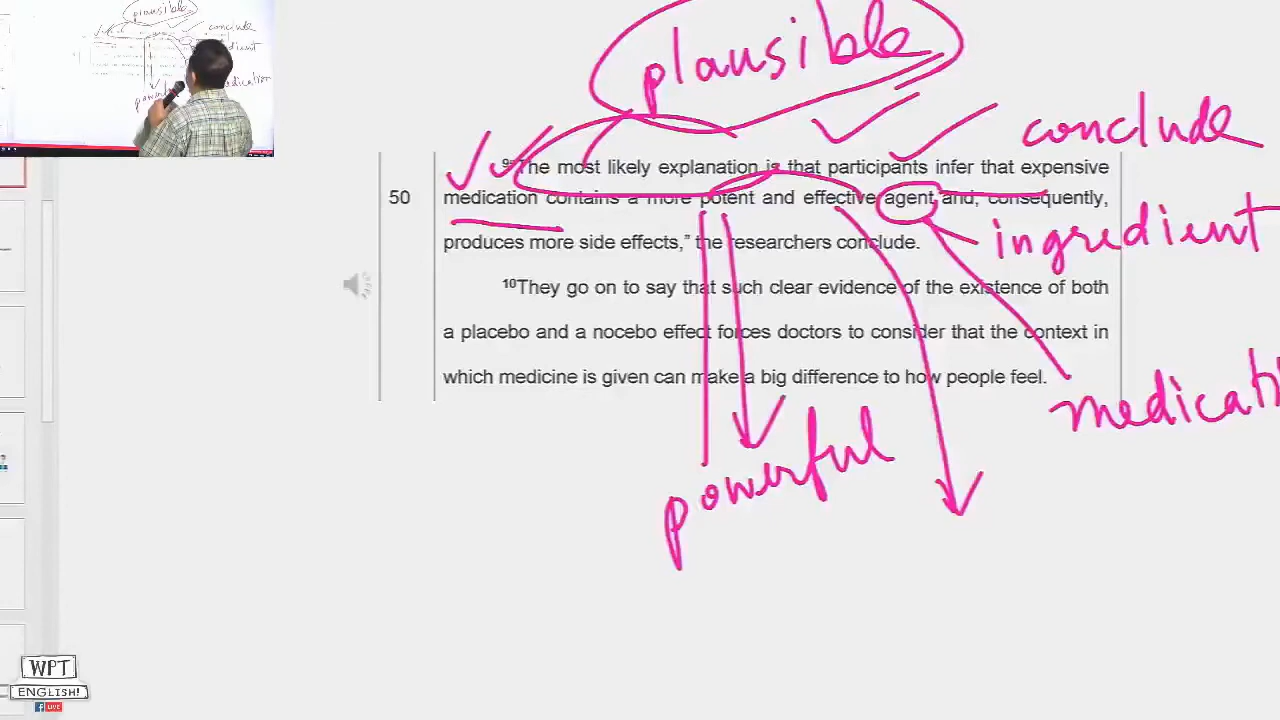 plausible
conclude
9"The most likely explanation is that participants infer that expensive
50 medication contains a more potent and effective agent and, consequently,
ingredient
produces more side effects," the researchers conclude.
10They go on to say that such clear evidence of the existence of both
a placebo and a nocebo effect forces doctors to consider that the context in
which medicine is given can make a big difference to how people feel.
medicati
powerful
plausible
conclude
WPT
ENGLISH!
LIVE